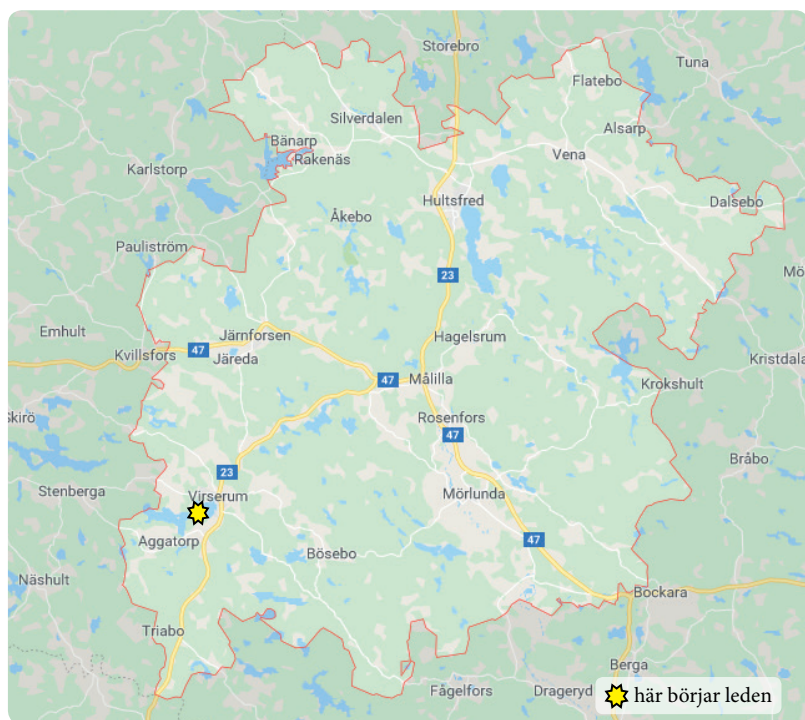 Storebro
Tuna
Flatebo
Silverdalen
Alsarp
Bänarp
Vena
Rakenäs
Karlstorp
Hultsfred
Dalsebo
Åkebo
Pauliström
23
Mö
Emhult
Järnforsen
Hagelsrum
47
Kvillsfors
Järeda
Kristdala
47
Målilla
Krokshult
Skirö
Rosenfors
47
Bråbo
23
Stenberga
Virserum
Mörlunda
Aggatorp
47
Bösebo
Näshult
Bockara
Triabo
Berga
Fågelfors
Drageryd
här börjar leden